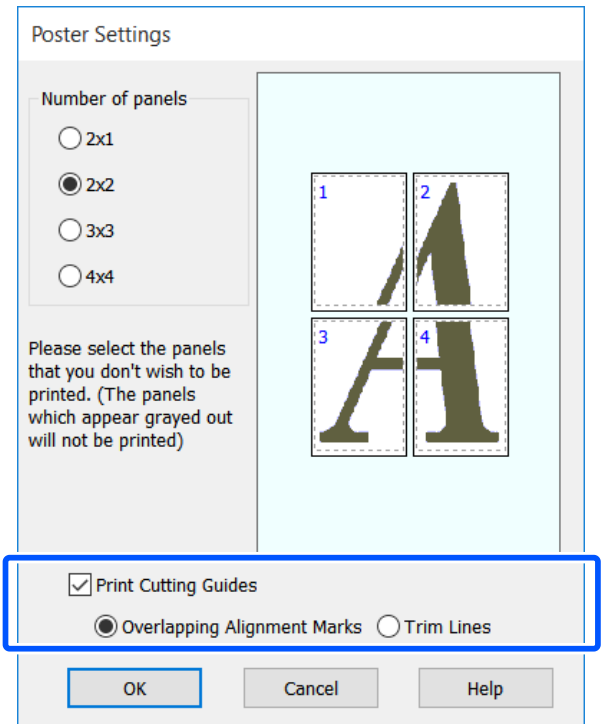 Poster Settings
Number of panels
2x1
2x2
3x3
4x4
1
2
3
4
Please select the panels
that you don't wish to be
printed. (The panels
which appear grayed out
will not be printed)
Print Cutting Guides
Overlapping Alignment Marks Trim Lines
OK Cancel Help